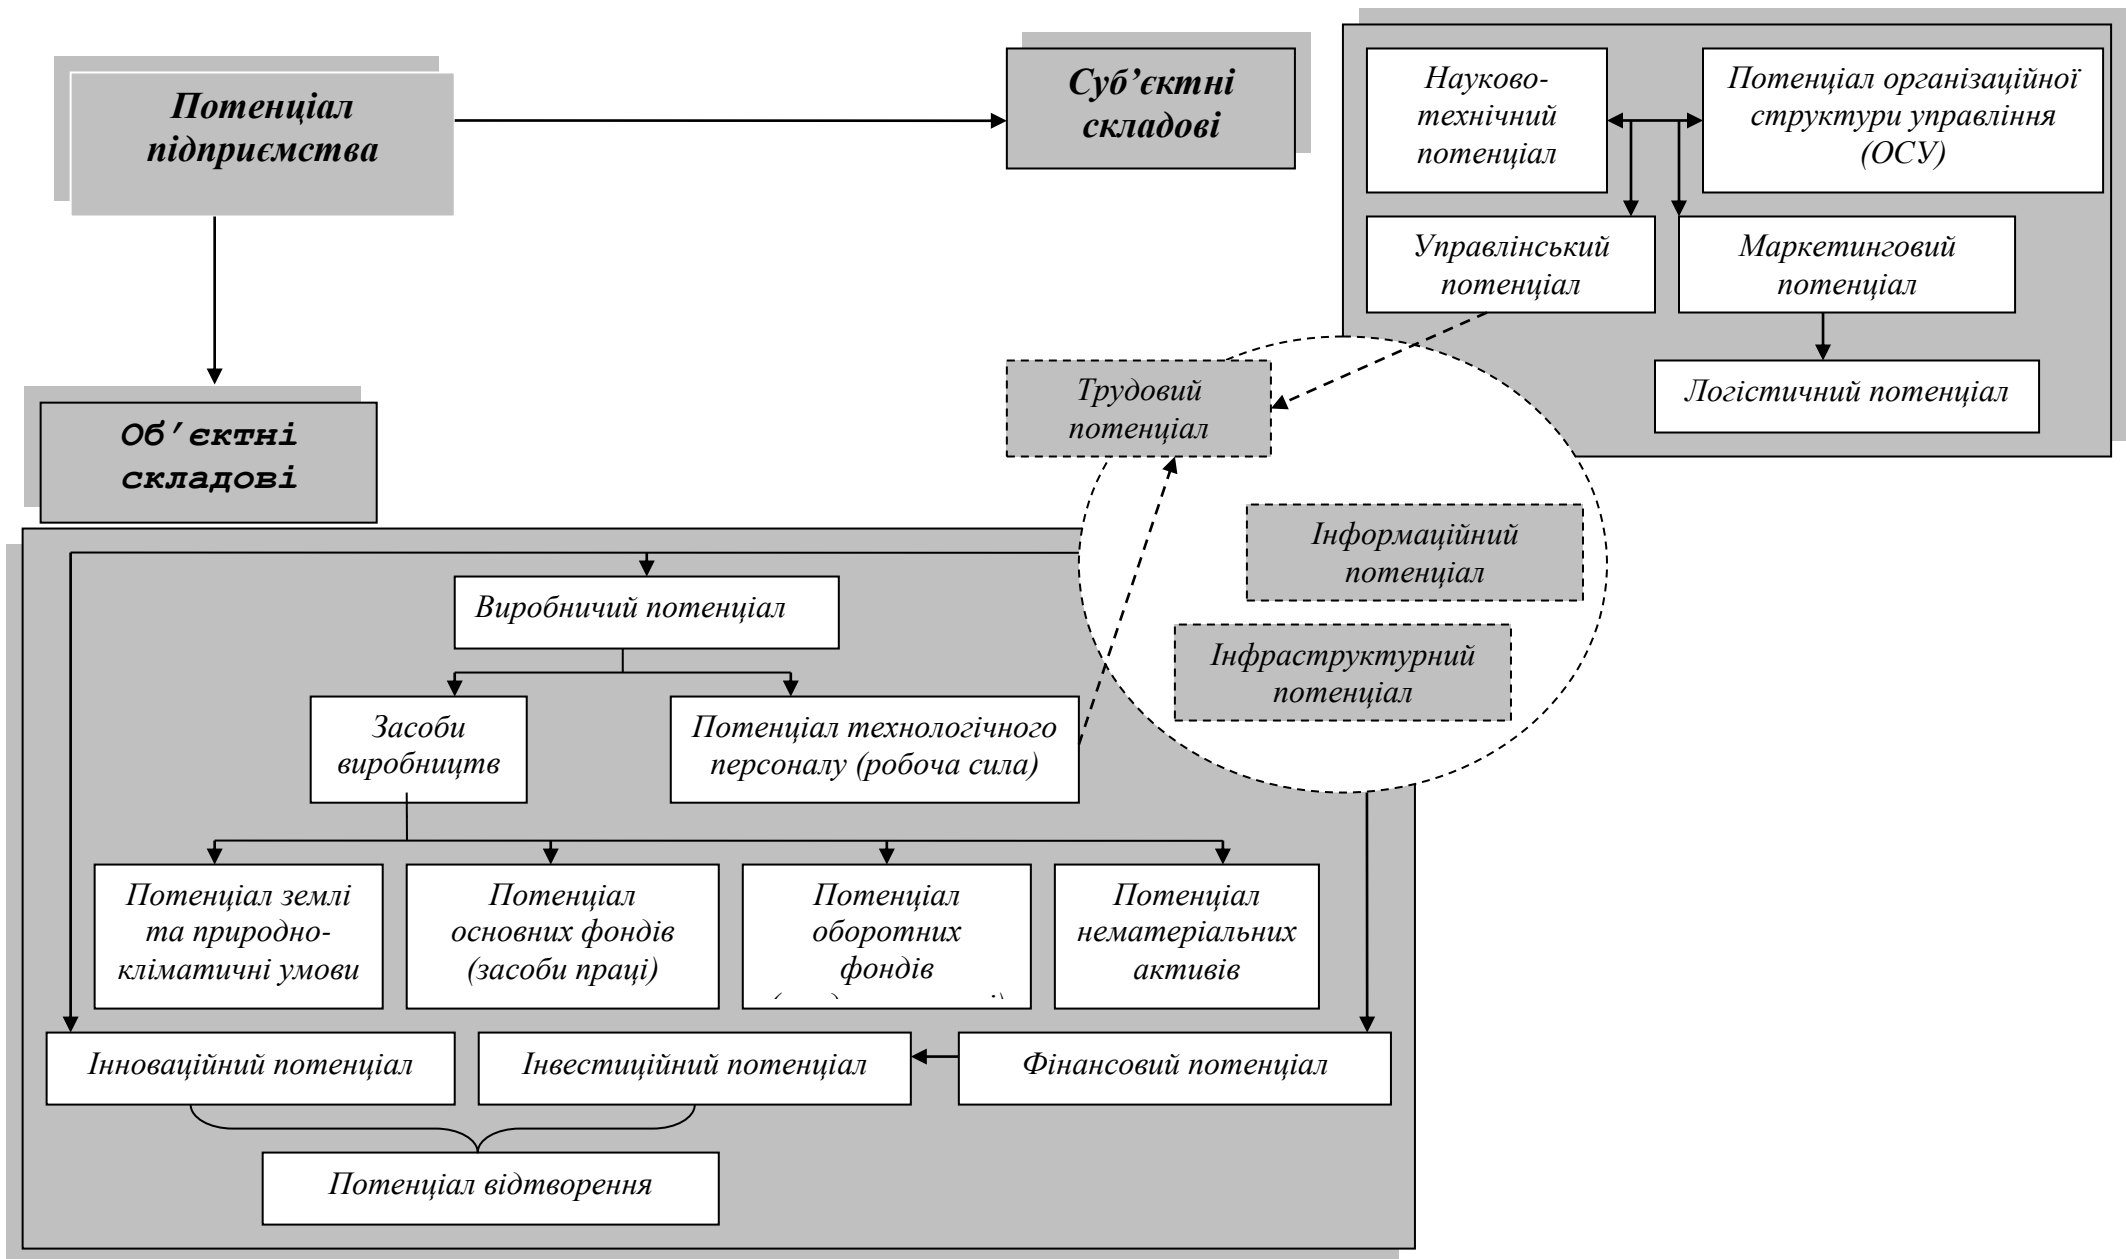 Потенціал
підприємства
Суб’єктні
складові
Науково-
технічний
потенціал
Потенціал організаційної
структури управління
(ОСУ)
Управлінський
потенціал
Маркетинговий
потенціал
Логістичний потенціал
Трудовий
потенціал
Об’єктні
складові
Інформаційний
потенціал
Інфраструктурний
потенціал
Виробничий потенціал
Засоби
виробництв
Потенціал технологічного
персоналу (робоча сила)
Потенціал землі
та природно-
кліматичні умови
Потенціал
основних фондів
(засоби праці)
Потенціал
оборотних
фондів
Потенціал
нематеріальних
активів
Інноваційний потенціал
Інвестиційний потенціал
Фінансовий потенціал
Потенціал відтворення